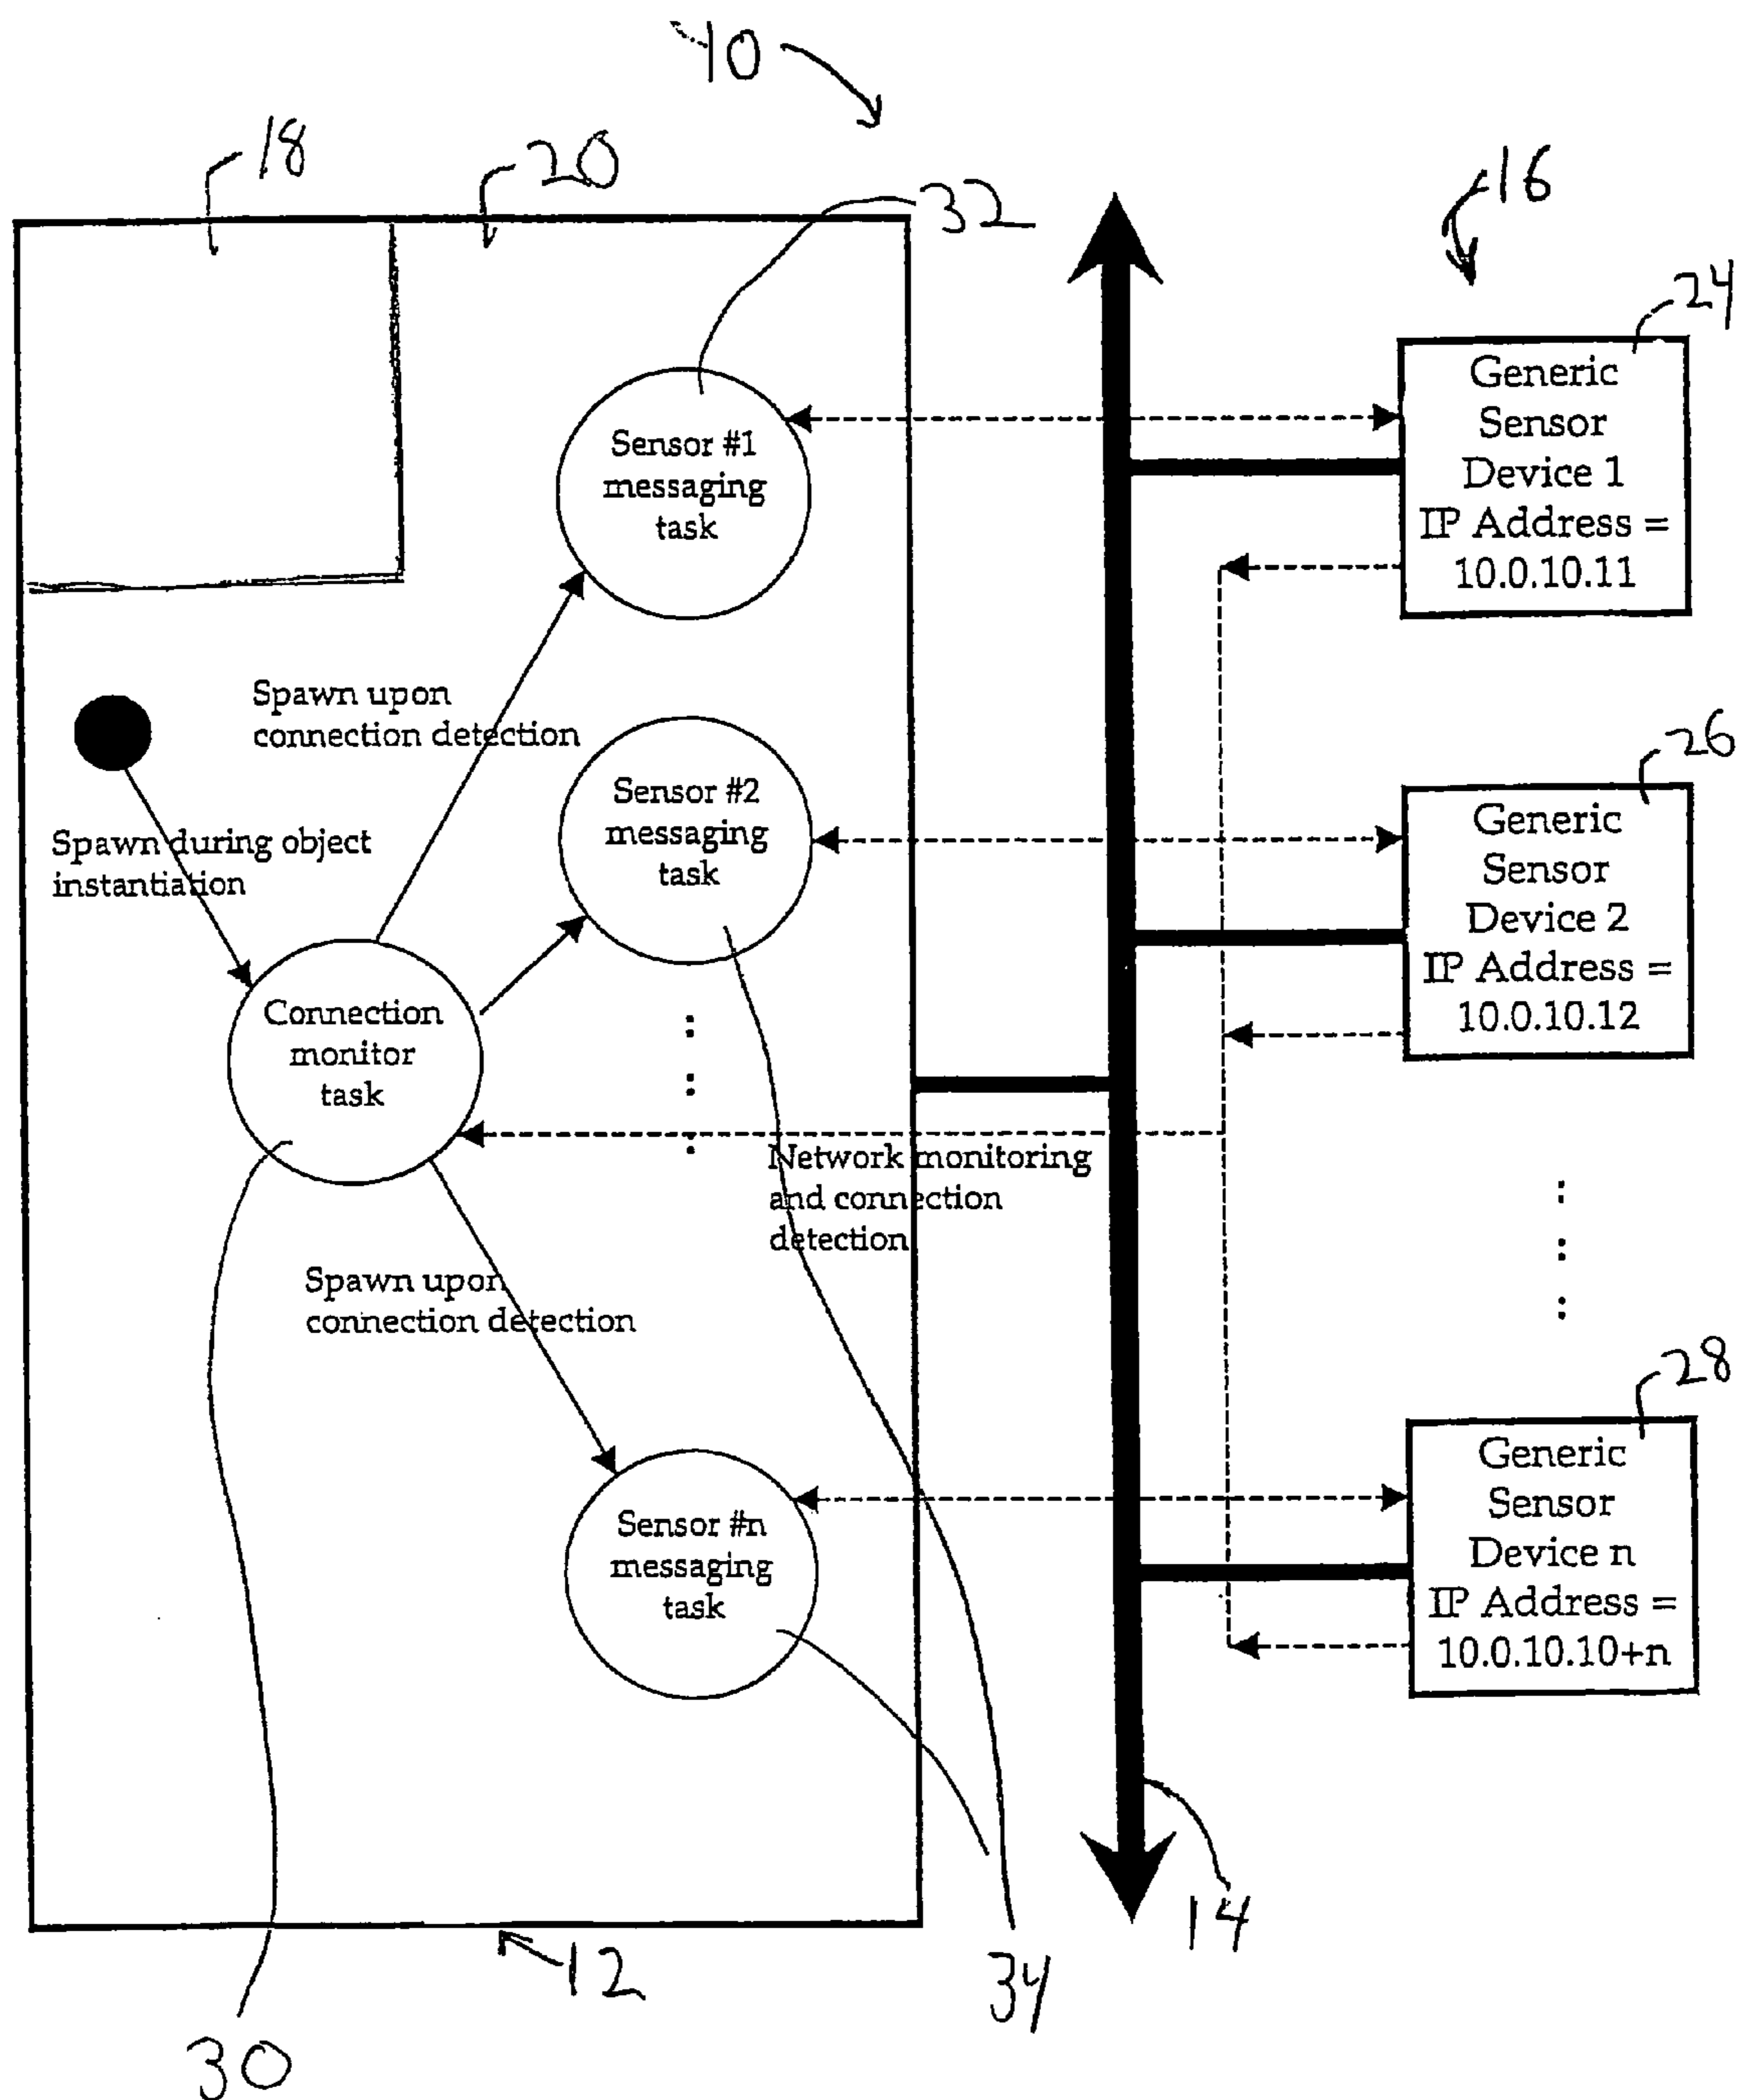 10
18
20
32
16
24
Generic
Sensor
Device 1
IP Address =
10.0.10.11
Sensor #1
messaging
task
Spawn upon
connection detection
26
Generic
Sensor
Device 2
IP Address =
10.0.10.12
Sensor #2
messaging
task
Spawn during object
instantiation
Connection
monitor
task
Network monitoring
and connection
detection
Spawn upon
connection detection
28
Generic
Sensor
Device n
IP Address =
10.0.10.10+n
Sensor #n
messaging
task
14
12
34
30